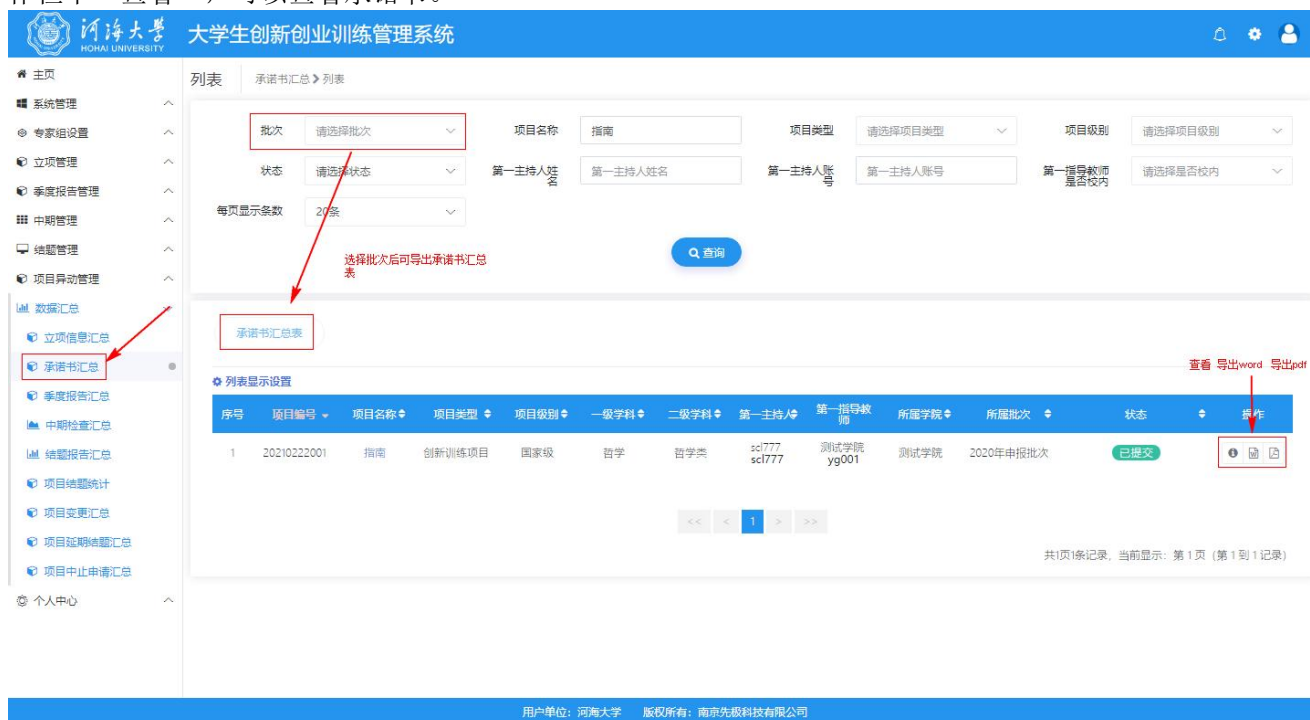 河海大学 大学生创新创业训练管理系统
HOHAI UNIVERSITY
主页
系统管理
专家组设置
立项管理
季度报告管理
中期管理
结题管理
项目异动管理
数据汇总
立项信息汇总
承诺书汇总
季度报告汇总
中期检查汇总
结题报告汇总
项目结题统计
项目变更汇总
项目延期结题汇总
项目中止申请汇总
个人中心
列表 承诺书汇总 列表
批次 请选择批次 项目名称 指南 项目类型 请选择项目类型 项目级别 请选择项目级别
状态 请选择状态 第一主持人姓名 第一主持人姓名 第一主持人账号 第一主持人账号 第一指导教师是否校内 请选择是否校内
每页显示条数 20条
查询
选择批次后可导出承诺书汇总
表
承诺书汇总表
查看 导出word 导出pdf
列表显示设置
序号 项目编号 项目名称 项目类型 项目级别 一级学科 二级学科 第一主持人 第一指导教师 所属学院 所属批次 状态 操作
1 20210222001 指南 创新训练项目 国家级 哲学 哲学类 scl777 scl777 测试学院 yg001 测试学院 2020年申报批次 已提交
<< < 1 > >>
共1页1条记录, 当前显示: 第 1 页 (第 1 到 1 记录)
用户单位: 河海大学 版权所有: 南京先极科技有限公司